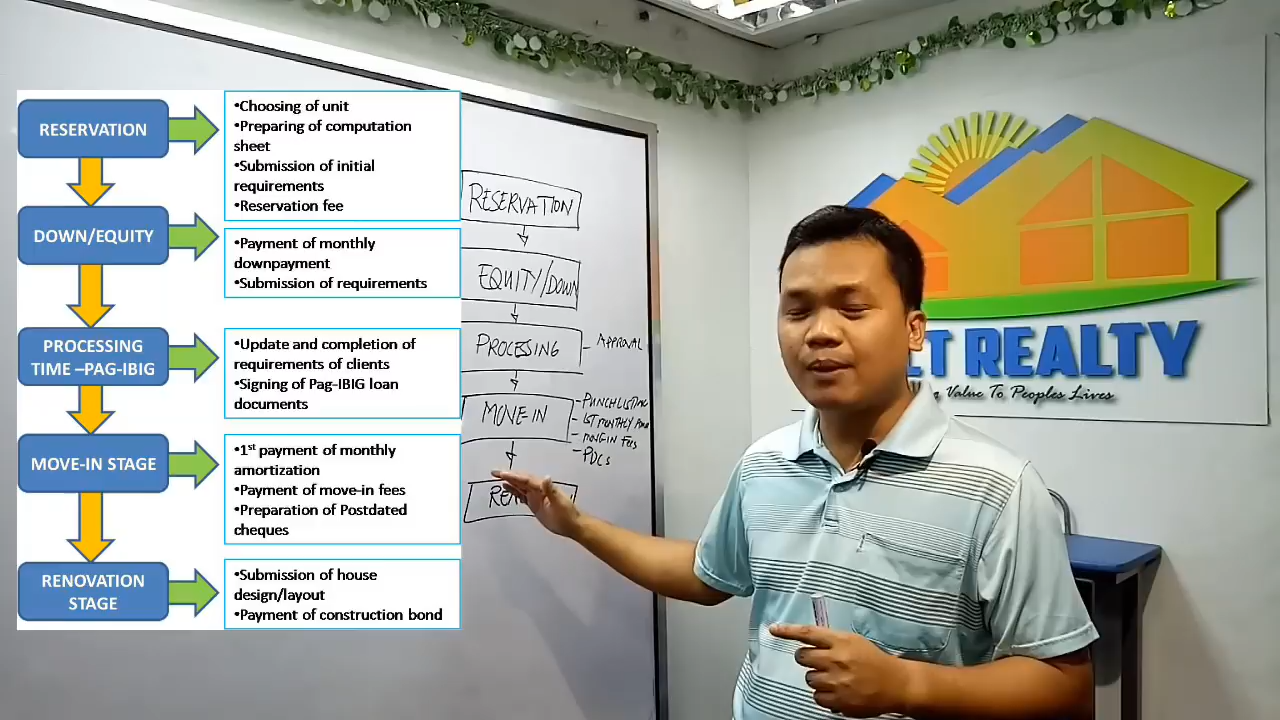 RESERVATION
•Choosing of unit
•Preparing of computation
sheet
•Submission of initial
requirements
•Reservation fee
DOWN/EQUITY
•Payment of monthly
downpayment
•Submission of requirements
PROCESSING
TIME –PAG-IBIG
•Update and completion of
requirements of clients
•Signing of Pag-IBIG loan
documents
MOVE-IN STAGE
•1st payment of monthly
amortization
•Payment of move-in fees
•Preparation of Postdated
cheques
RENOVATION
STAGE
•Submission of house
design/layout
•Payment of construction bond
RESERVATION
EQUITY/DOWN
PROCESSING
- APPROVAL
MOVE IN
- PUNCHLISTING
- 1ST MONTHLY
- MOVE IN FEES
- PDCs
REALTY
Value To Peoples Lives